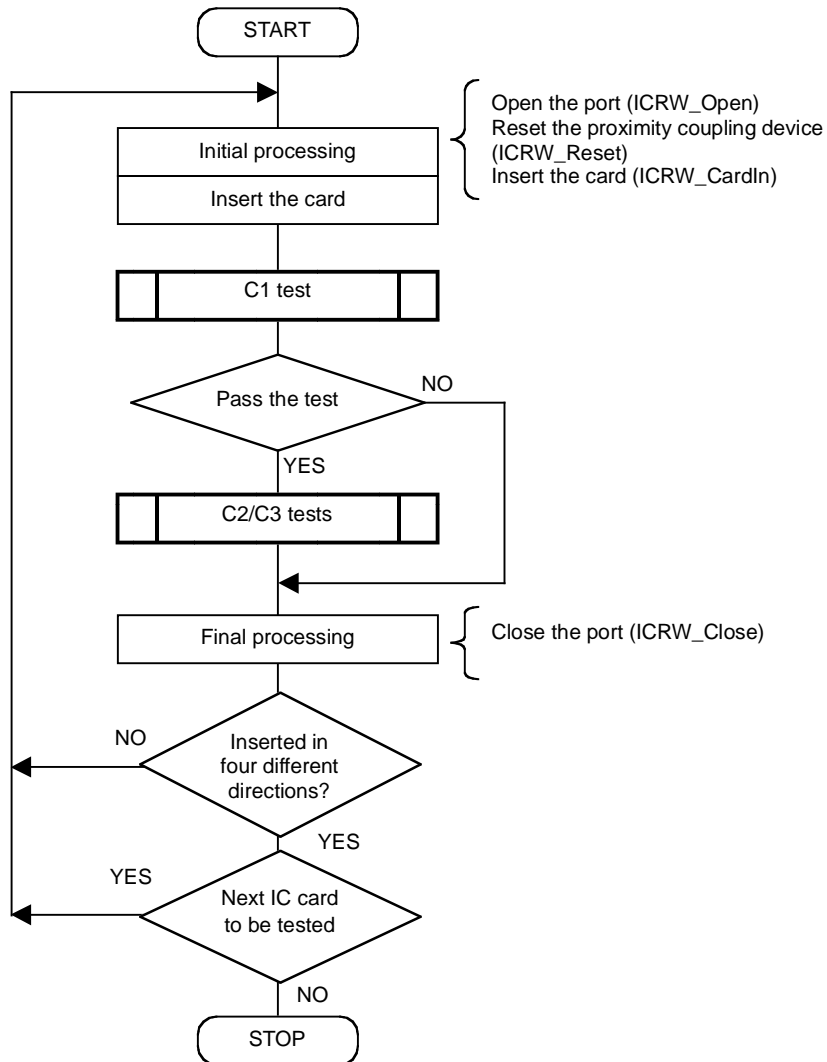 START
Open the port (ICRW_Open)
Reset the proximity coupling device
(ICRW_Reset)
Insert the card (ICRW_CardIn)
Initial processing
Insert the card
C1 test
NO
Pass the test
YES
C2/C3 tests
Final processing
Close the port (ICRW_Close)
NO
Inserted in
four different
directions?
YES
YES
Next IC card
to be tested
NO
STOP